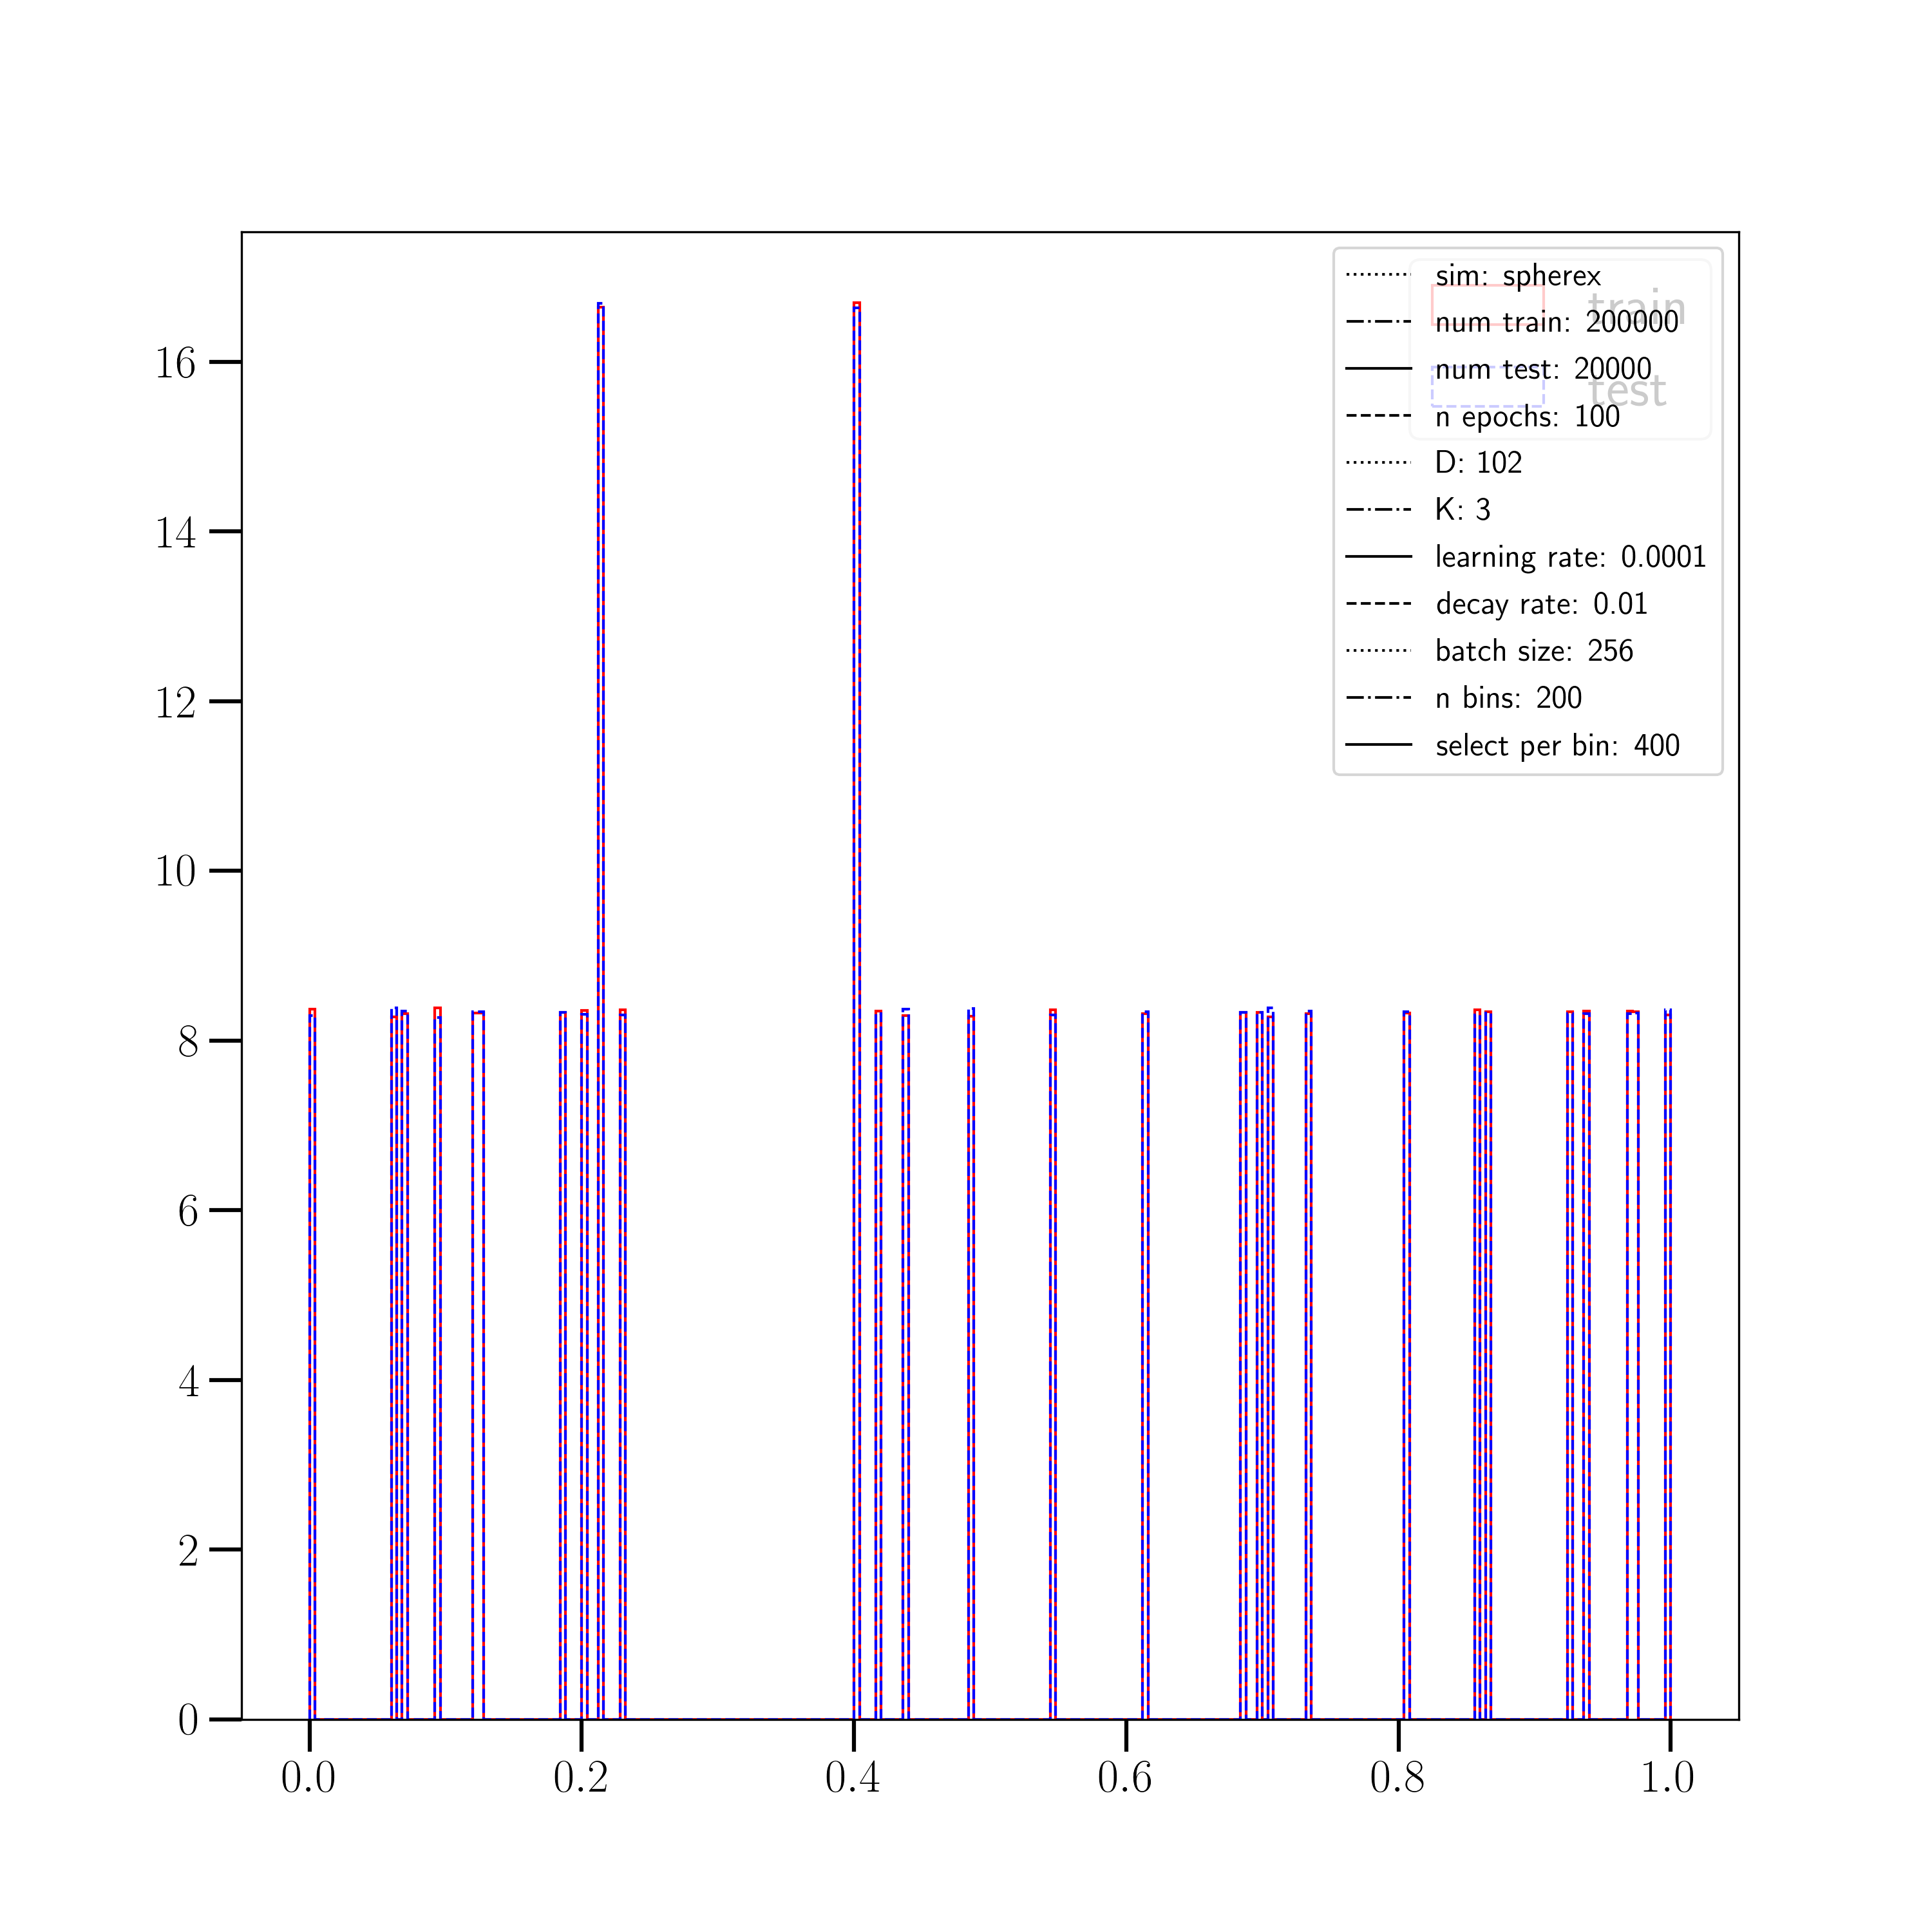 16
14
12
10
8
6
4
2
0
0.0
0.2
0.4
0.6
0.8
1.0
sim: spherex
train
num train: 200000
num test: 20000
test
n epochs: 100
D: 102
K: 3
learning rate: 0.0001
decay rate: 0.01
batch size: 256
n bins: 200
select per bin: 400